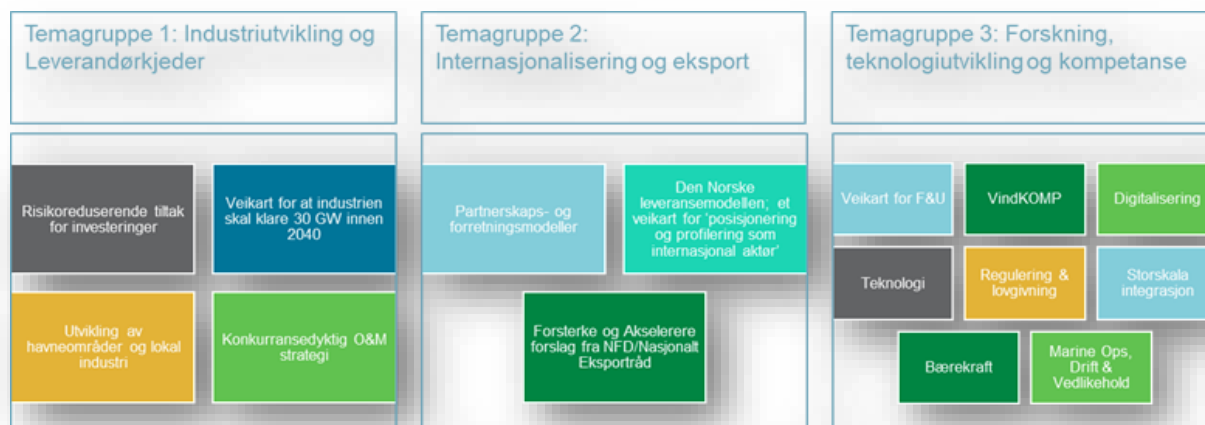 Temagruppe 1: Industriutvikling og
Leverandørkjeder
Risikoreduserende tiltak
for investeringer
Veikart for at industrien
skal klare 30 GW innen
2040
Utvikling av
havneområder og lokal
industri
Konkurransedyktig O&M
strategi
Temagruppe 2:
Internasjonalisering og eksport
Partnerskaps- og
forretningsmodeller
Den Norske
leveransemodellen; et
veikart for 'posisjonering
og profilering som
internasjonal aktør'
Forsterke og Akselerere
forslag fra NFD/Nasjonalt
Eksportråd
Temagruppe 3: Forskning,
teknologiutvikling og kompetanse
Veikart for F&U
VindKOMP
Digitalisering
Teknologi
Regulering &
lovgivning
Storskala
integrasjon
Bærekraft
Marine Ops,
Drift &
Vedlikehold